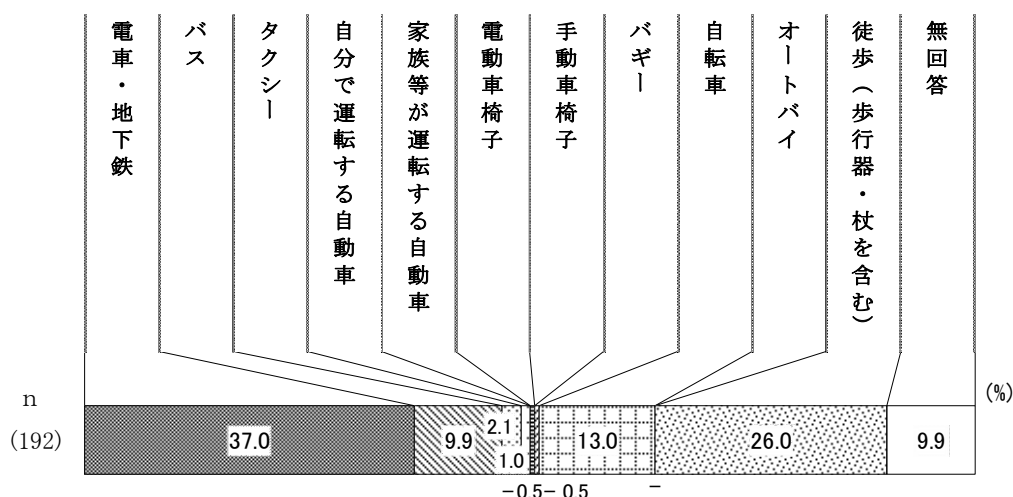 電車・地下鉄
バス
タクシー
自分で運転する自動車
家族等が運転する自動車
電動車椅子
手動車椅子
バギー
自転車
オートバイ
徒歩（歩行器・杖を含む）
無回答
(%)
n
(192)
37.0
9.9
2.1
1.0
13.0
26.0
9.9
－0.5－0.5
－